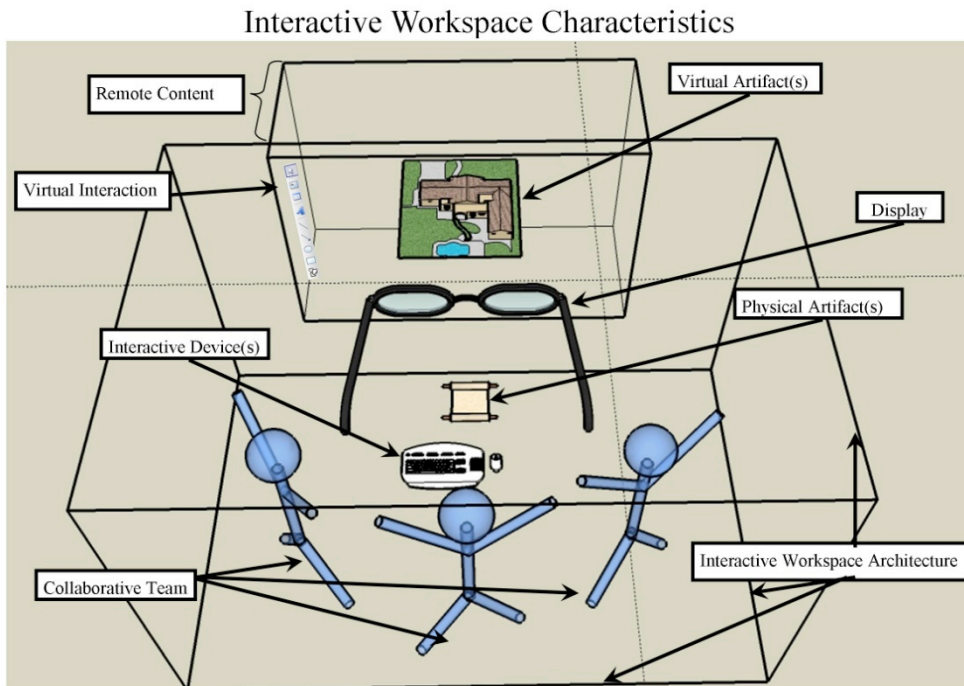 Interactive Workspace Characteristics
Remote Content
Virtual Artifact(s)
Virtual Interaction
Display
Physical Artifact(s)
Interactive Device(s)
Interactive Workspace Architecture
Collaborative Team